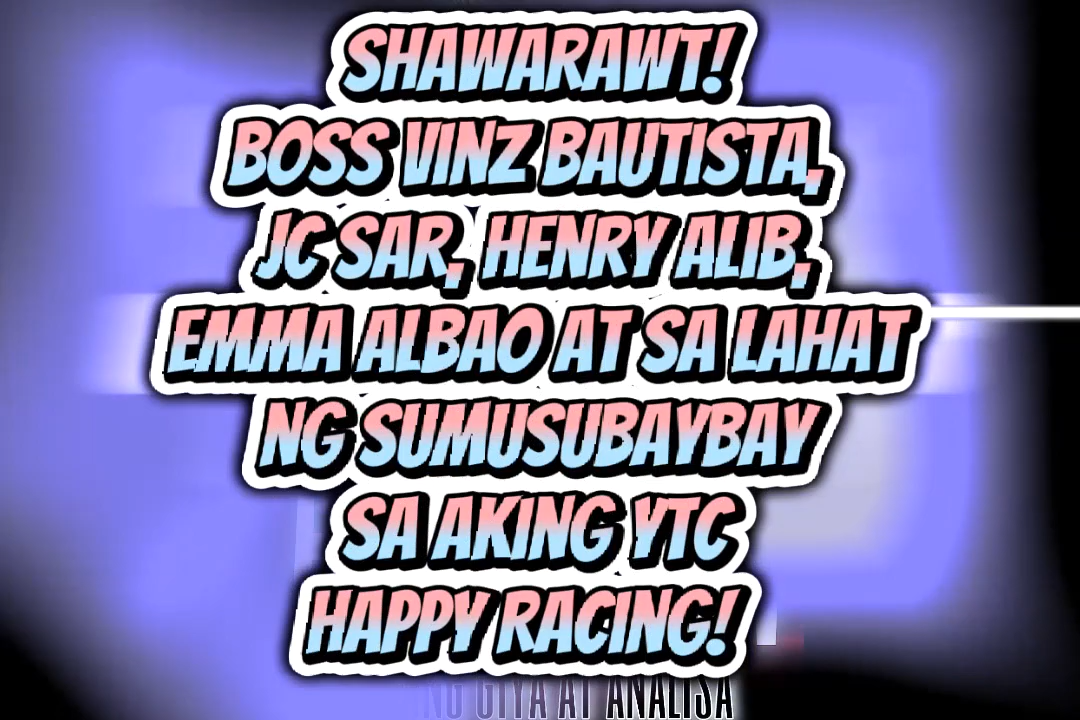 SHAWARAWT!
BOSS VINZ BAUTISTA,
JC SAR, HENRY ALIB,
EMMA ALBAO AT SA LAHAT
NG SUMUSUBAYBAY
SA AKING YTC
HAPPY RACING!
NG GIYA AT ANALISA